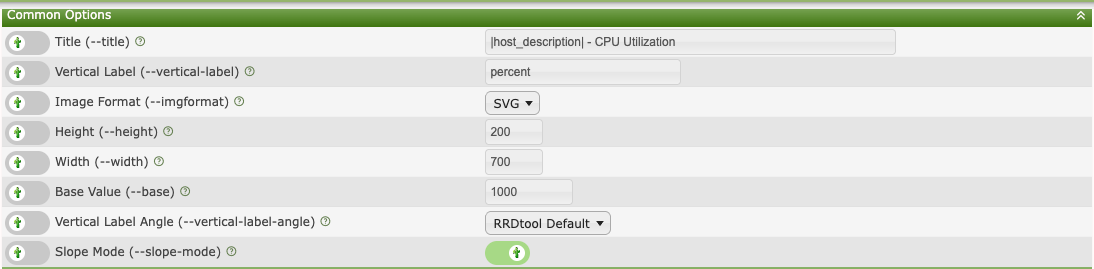 Common Options
Title (--title) |host_description| - CPU Utilization
Vertical Label (--vertical-label) percent
Image Format (--imgformat) SVG
Height (--height) 200
Width (--width) 700
Base Value (--base) 1000
Vertical Label Angle (--vertical-label-angle) RRDtool Default
Slope Mode (--slope-mode)